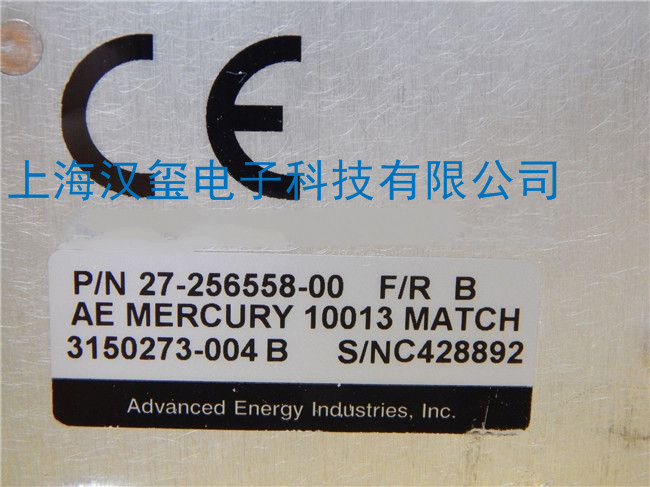 CE
上海汉玺电子科技有限公司
P/N 27-256558-00 F/R B
AE MERCURY 10013 MATCH
3150273-004 B S/NC428892
Advanced Energy Industries, Inc.